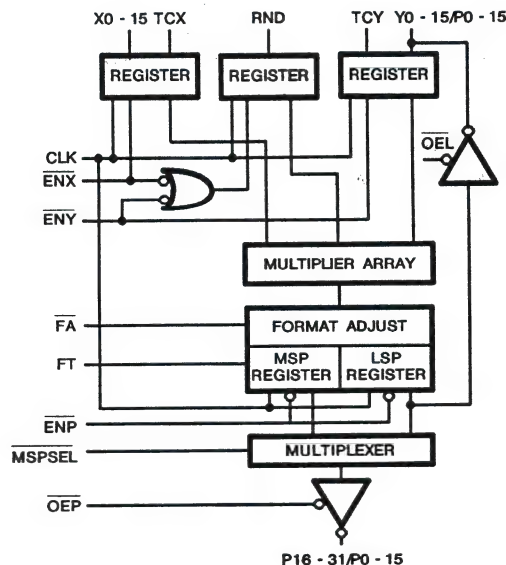 X0 - 15 TCX RND TCY Y0 - 15/P0 - 15
REGISTER REGISTER REGISTER
OEL
CLK
ENX
ENY
MULTIPLIER ARRAY
FA
FORMAT ADJUST
FT
MSP REGISTER
LSP REGISTER
ENP
MSPSEL
MULTIPLEXER
OEP
P16 - 31/P0 - 15